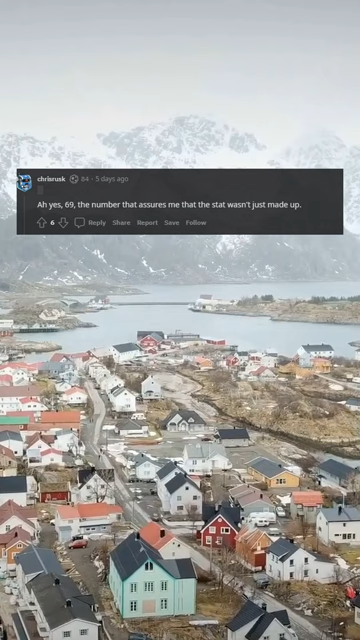 chrisrusk 84 · 5 days ago
Ah yes, 69, the number that assures me that the stat wasn't just made up.
6 Reply Share Report Save Follow